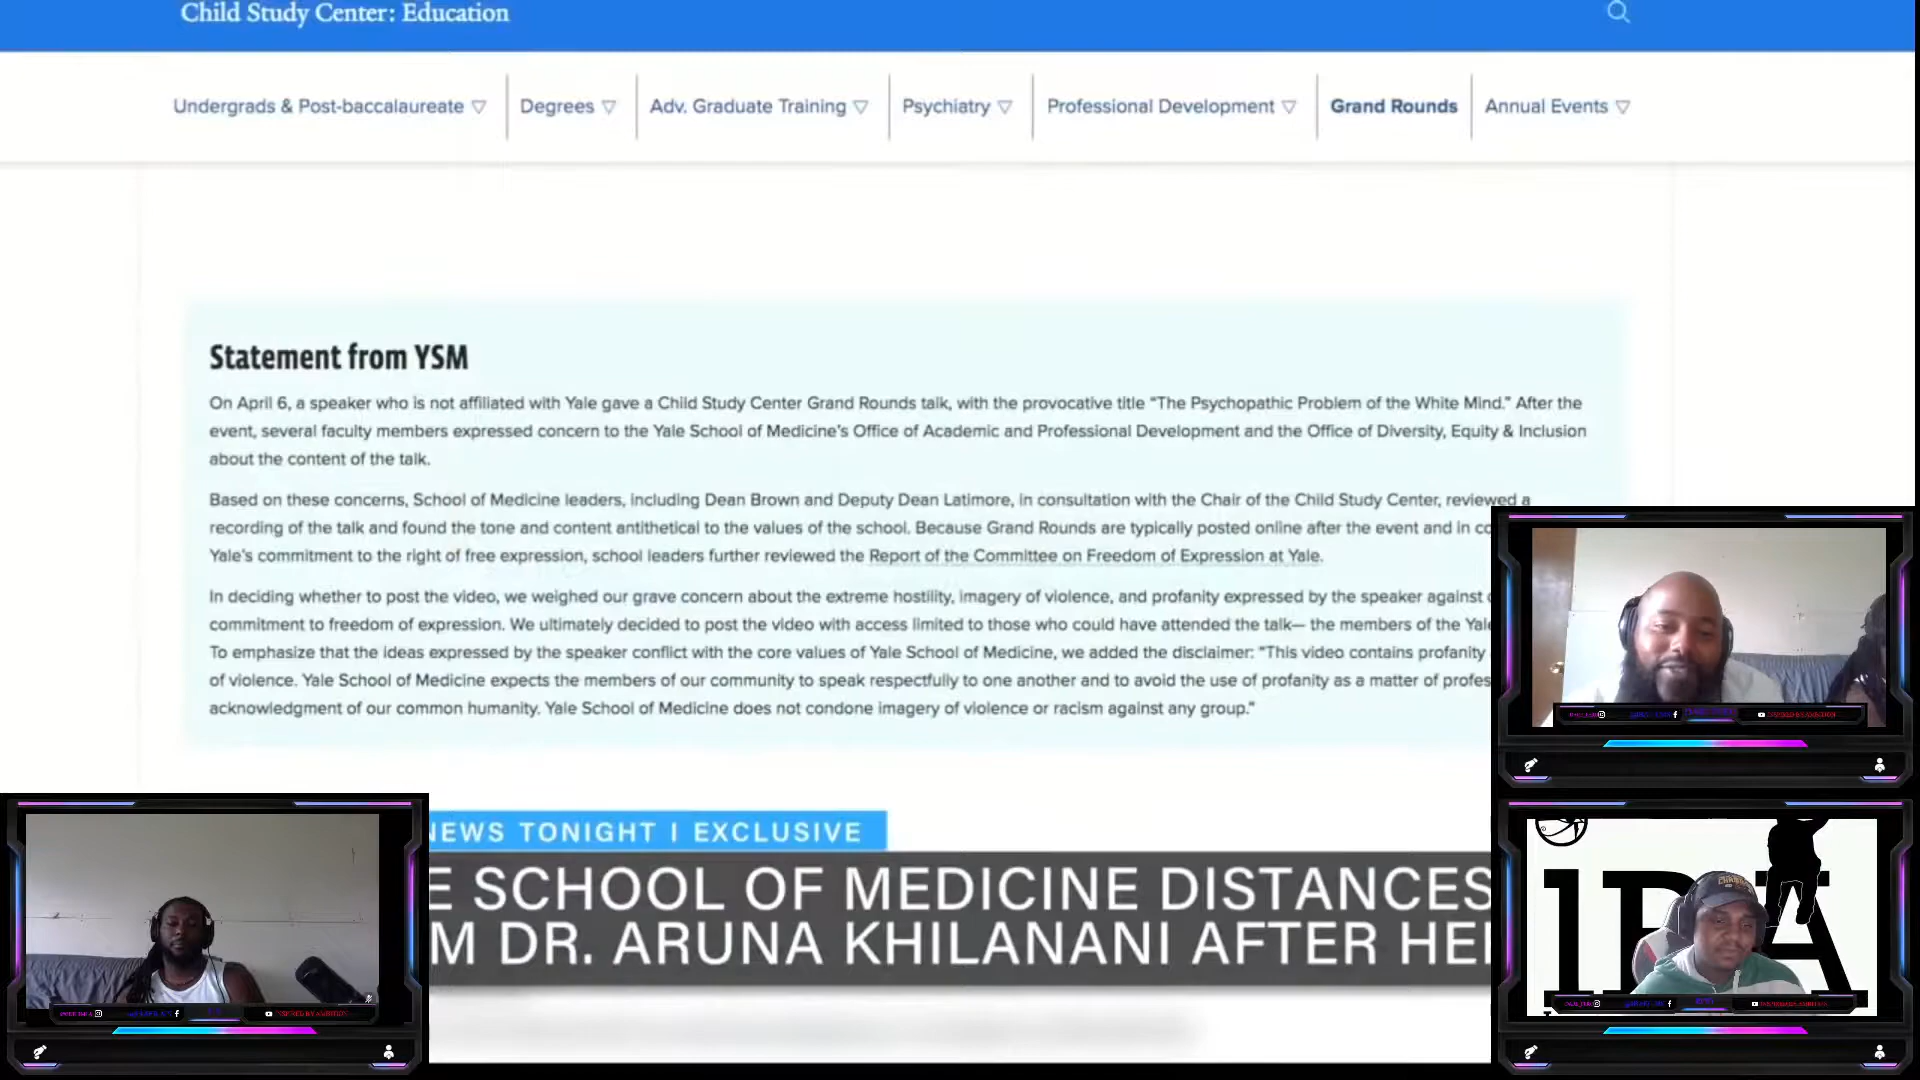 Child Study Center: Education
Undergrads & Post-baccalaureate
Degrees
Adv. Graduate Training
Psychiatry
Professional Development
Grand Rounds
Annual Events
Statement from YSM
On April 6, a speaker who is not affiliated with Yale gave a Child Study Center Grand Rounds talk, with the provocative title “The Psychopathic Problem of the White Mind.” After the
event, several faculty members expressed concern to the Yale School of Medicine’s Office of Academic and Professional Development and the Office of Diversity, Equity & Inclusion
about the content of the talk.
Based on these concerns, School of Medicine leaders, including Dean Brown and Deputy Dean Latimore, in consultation with the Chair of the Child Study Center, reviewed a
recording of the talk and found the tone and content antithetical to the values of the school. Because Grand Rounds are typically posted online after the event and in co
Yale’s commitment to the right of free expression, school leaders further reviewed the Report of the Committee on Freedom of Expression at Yale.
In deciding whether to post the video, we weighed our grave concern about the extreme hostility, imagery of violence, and profanity expressed by the speaker against
commitment to freedom of expression. We ultimately decided to post the video with access limited to those who could have attended the talk— the members of the Yale
To emphasize that the ideas expressed by the speaker conflict with the core values of Yale School of Medicine, we added the disclaimer: “This video contains profanity
of violence. Yale School of Medicine expects the members of our community to speak respectfully to one another and to avoid the use of profanity as a matter of profes
acknowledgment of our common humanity. Yale School of Medicine does not condone imagery of violence or racism against any group.”
NEWS TONIGHT | EXCLUSIVE
E SCHOOL OF MEDICINE DISTANCES
M DR. ARUNA KHILANANI AFTER HE